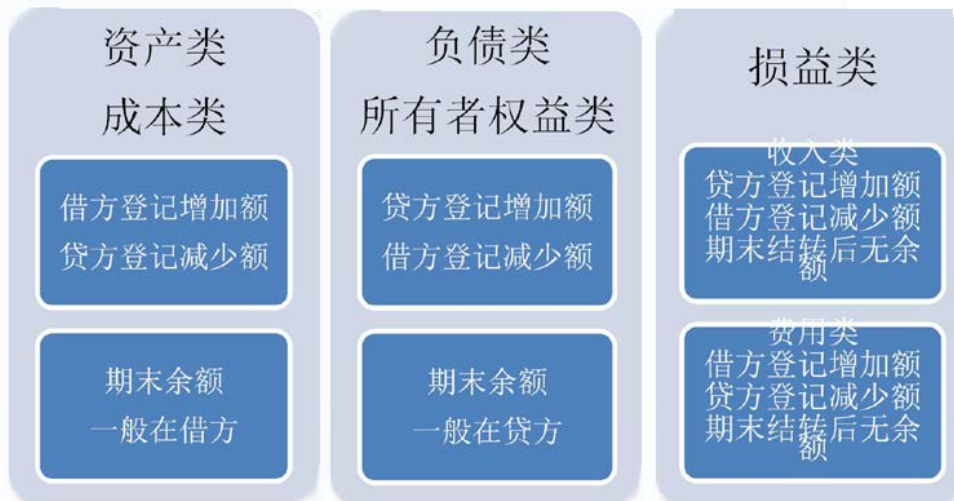 资产类
成本类
借方登记增加额
贷方登记减少额
期末余额
一般在借方
负债类
所有者权益类
贷方登记增加额
借方登记减少额
期末余额
一般在贷方
损益类
收入类
贷方登记增加额
借方登记减少额
期末结转后无余
额
费用类
借方登记增加额
贷方登记减少额
期末结转后无余
额